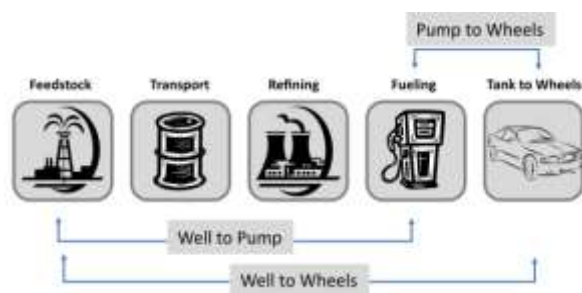 Pump to Wheels
Feedstock Transport Refining Fueling Tank to Wheels
Well to Pump
Well to Wheels